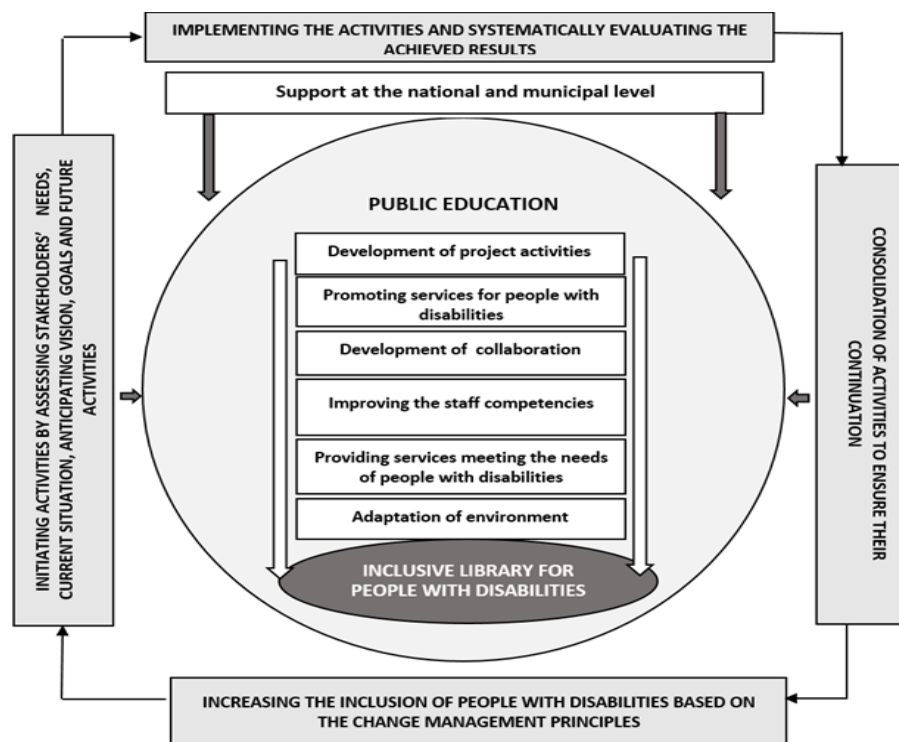 IMPLEMENTING THE ACTIVITIES AND SYSTEMATICALLY EVALUATING THE
ACHIEVED RESULTS
Support at the national and municipal level
INITIATING ACTIVITIES BY ASSESSING STAKEHOLDERS' NEEDS,
CURRENT SITUATION, ANTICIPATING VISION, GOALS AND FUTURE
ACTIVITIES
PUBLIC EDUCATION
Development of project activities
Promoting services for people with
disabilities
Development of collaboration
Improving the staff competencies
Providing services meeting the needs
of people with disabilities
Adaptation of environment
INCLUSIVE LIBRARY FOR
PEOPLE WITH DISABILITIES
CONSOLIDATION OF ACTIVITIES TO ENSURE THEIR
CONTINUATION
INCREASING THE INCLUSION OF PEOPLE WITH DISABILITIES BASED ON
THE CHANGE MANAGEMENT PRINCIPLES